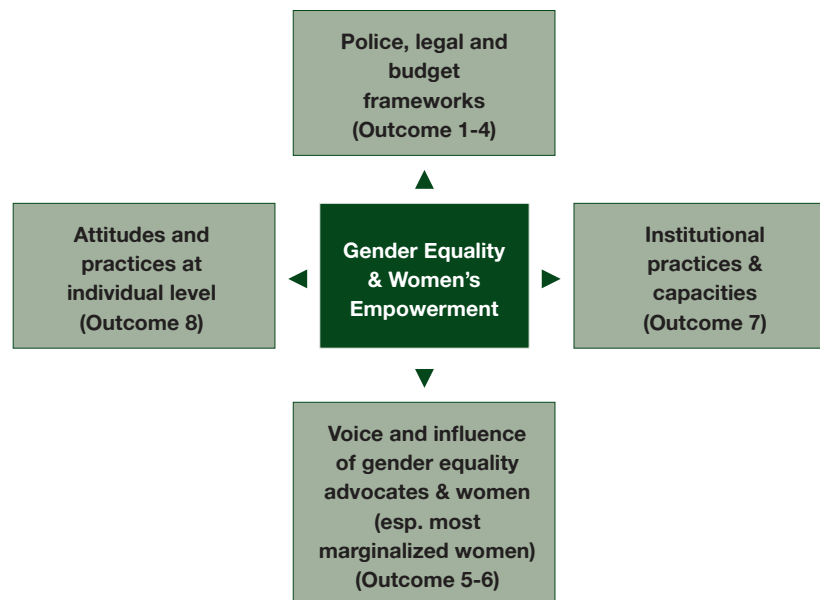 Police, legal and
budget
frameworks
(Outcome 1-4)
Attitudes and
practices at
individual level
(Outcome 8)
Gender Equality
& Women’s
Empowerment
Institutional
practices &
capacities
(Outcome 7)
Voice and influence
of gender equality
advocates & women
(esp. most
marginalized women)
(Outcome 5-6)